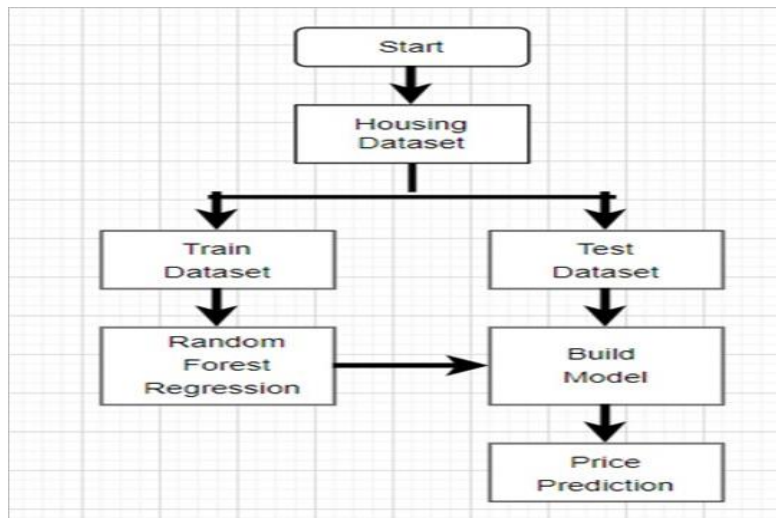 Start
Housing
Dataset
Train
Dataset
Test
Dataset
Random
Forest
Regression
Build
Model
Price
Prediction